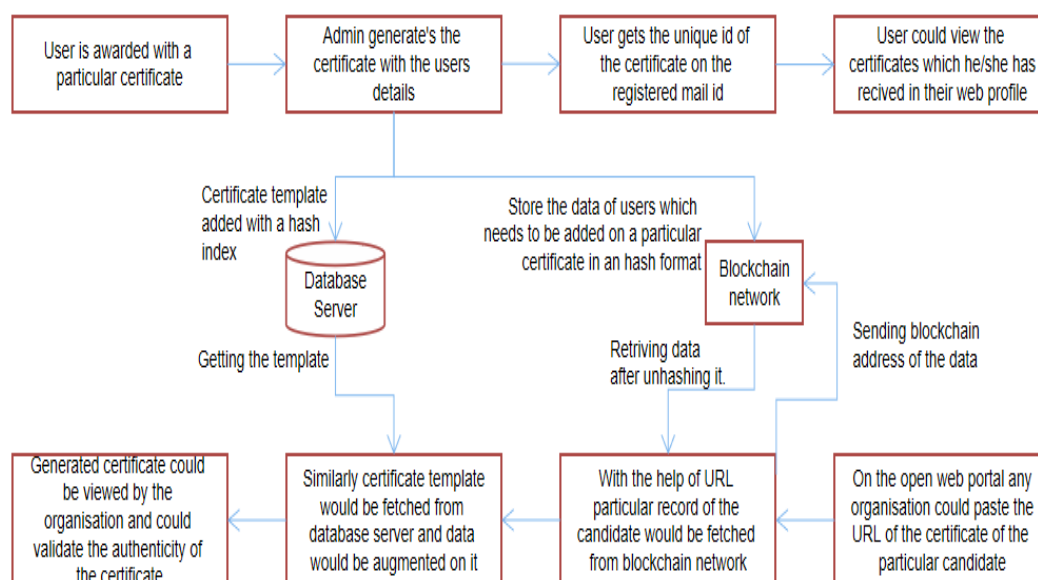 User is awarded with a
particular certificate
Admin generate's the
certificate with the users
details
User gets the unique id of
the certificate on the
registered mail id
User could view the
certificates which he/she has
recived in their web profile
Certificate template
added with a hash
index
Store the data of users which
needs to be added on a particular
certificate in an hash format
Database
Server
Blockchain
network
Getting the template
Retriving data
after unhashing it.
Sending blockchain
address of the data
Generated certificate could
be viewed by the
organisation and could
validate the authenticity of
the certificate
Similarly certificate template
would be fetched from
database server and data
would be augmented on it
With the help of URL
particular record of the
candidate would be fetched
from blockchain network
On the open web portal any
organisation could paste the
URL of the certificate of the
particular candidate